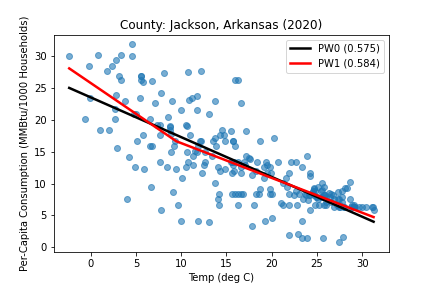 County: Jackson, Arkansas (2020)
PW0 (0.575)
PW1 (0.584)
Per-Capita Consumption (MMBtu/1000 Households)
30
25
20
15
10
5
0
0
5
10
15
20
25
30
Temp (deg C)